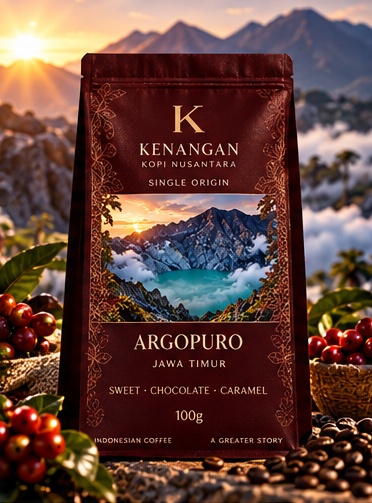 K
KENANGAN
KOPI NUSANTARA
SINGLE ORIGIN
ARGOPURO
JAWA TIMUR
SWEET · CHOCOLATE · CARAMEL
100g
INDONESIAN COFFEE A GREATER STORY